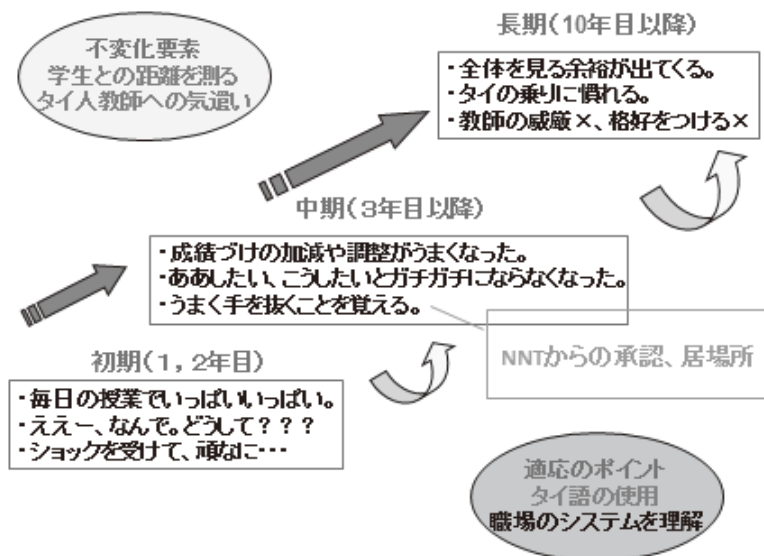 不変化要素
学生との距離を測る
タイ人教師への気遣い
長期(10年目以降)
・全体を見る余裕が出てくる。
・タイの乗りに慣れる。
・教師の威厳×、格好をつける×
中期(3年目以降)
・成績づけの加減や調整がうまくなった。
・ああしたい、こうしたいとガチガチにならなくなった。
・うまく手を抜くことを覚える。
NNTからの承認、居場所
初期(1,2年目)
・毎日の授業でいっぱいいっぱい。
・ええー、なんで。どうして???
・ショックを受けて、頑なに…
適応のポイント
タイ語の使用
職場のシステムを理解